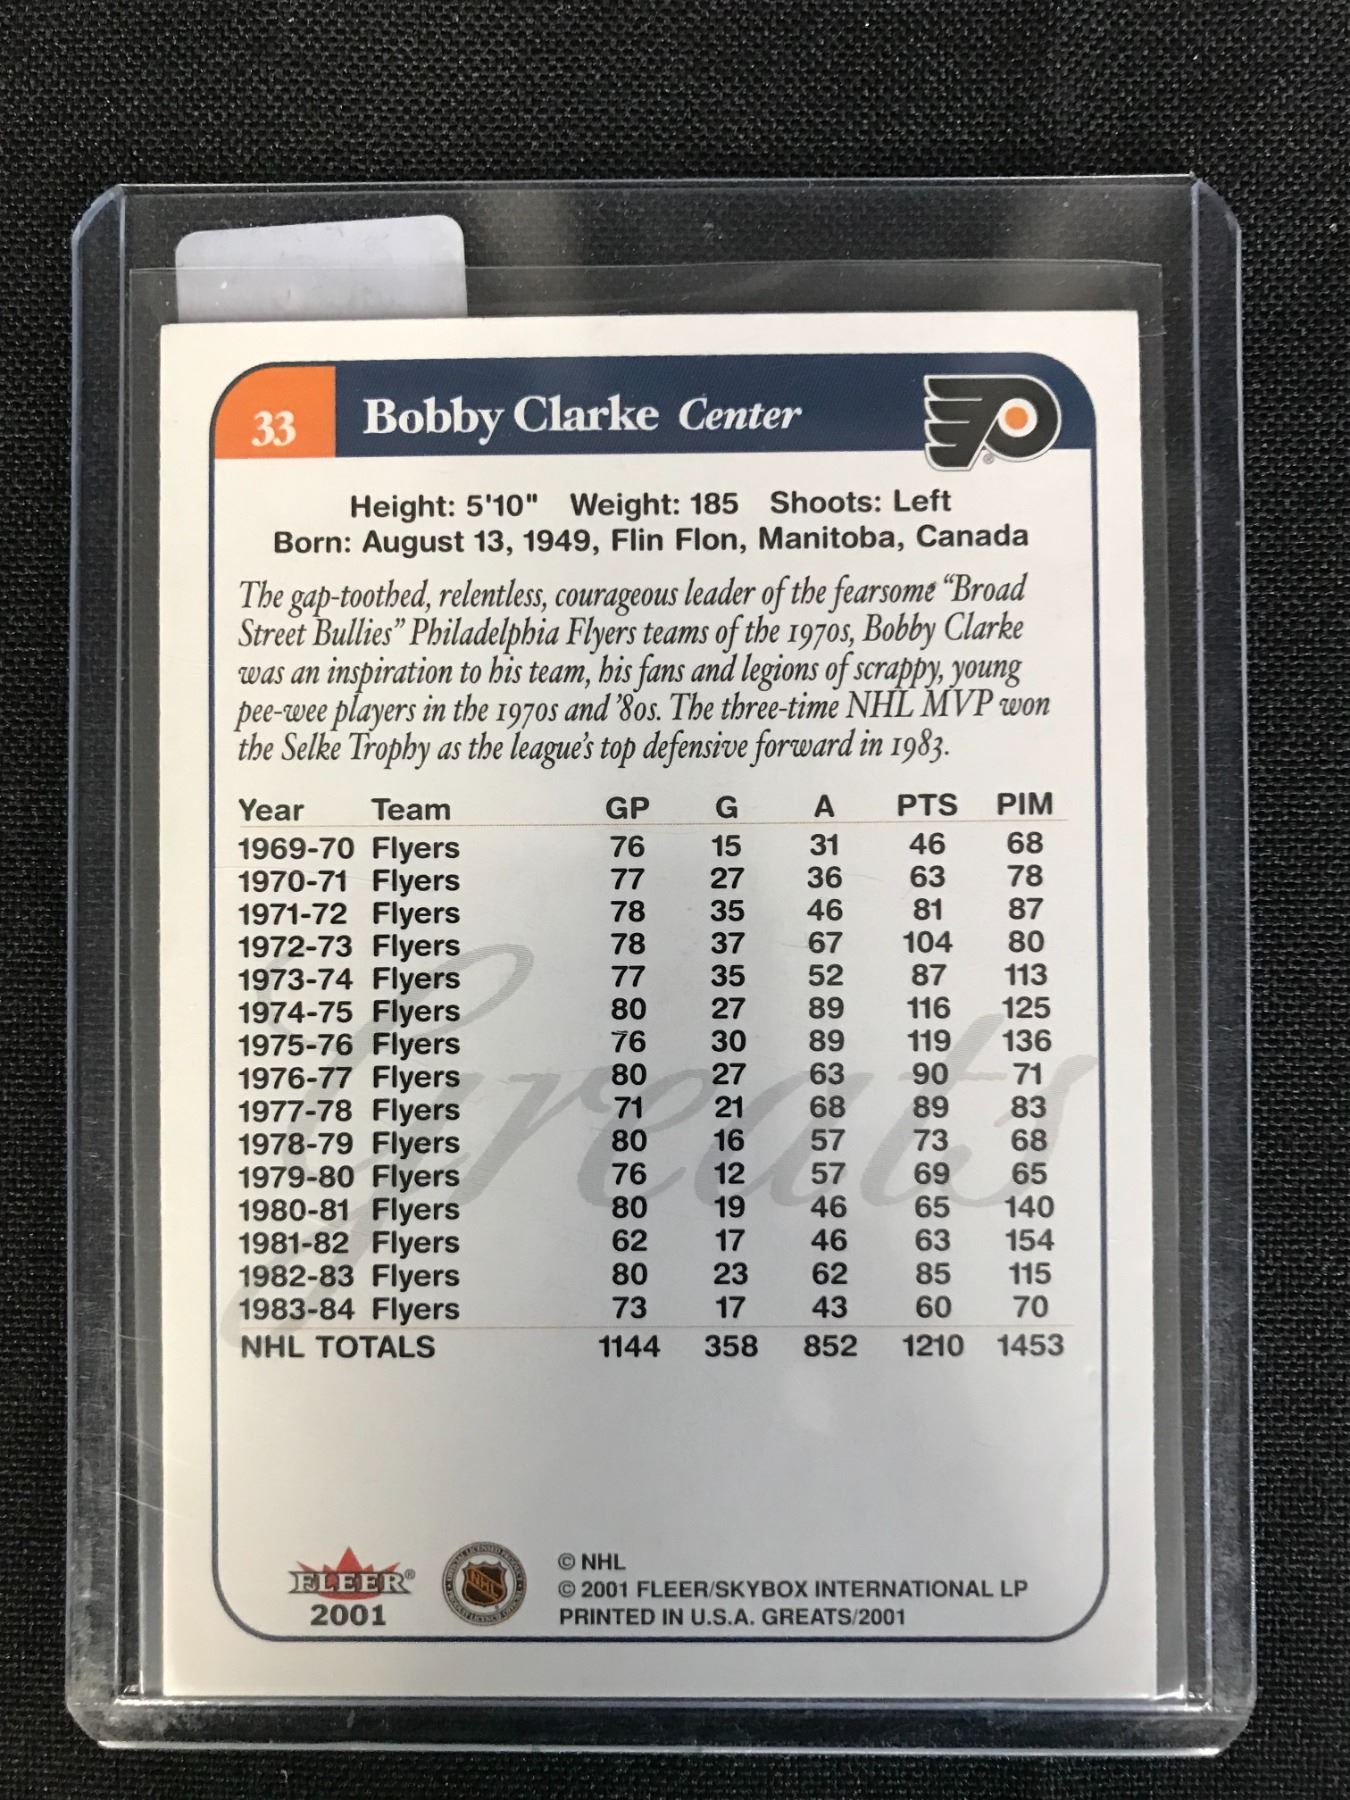 33 Bobby Clarke Center
Height: 5'10" Weight: 185 Shoots: Left
Born: August 13, 1949, Flin Flon, Manitoba, Canada
The gap-toothed, relentless, courageous leader of the fearsome “Broad
Street Bullies” Philadelphia Flyers teams of the 1970s, Bobby Clarke
was an inspiration to his team, his fans and legions of scrappy, young
pee-wee players in the 1970s and ’80s. The three-time NHL MVP won
the Selke Trophy as the league’s top defensive forward in 1983.
Year Team GP G A PTS PIM
1969-70 Flyers 76 15 31 46 68
1970-71 Flyers 77 27 36 63 78
1971-72 Flyers 78 35 46 81 87
1972-73 Flyers 78 37 67 104 80
1973-74 Flyers 77 35 52 87 113
1974-75 Flyers 80 27 89 116 125
1975-76 Flyers 76 30 89 119 136
1976-77 Flyers 80 27 63 90 71
1977-78 Flyers 71 21 68 89 83
1978-79 Flyers 80 16 57 73 68
1979-80 Flyers 76 12 57 69 65
1980-81 Flyers 80 19 46 65 140
1981-82 Flyers 62 17 46 63 154
1982-83 Flyers 80 23 62 85 115
1983-84 Flyers 73 17 43 60 70
NHL TOTALS 1144 358 852 1210 1453
Greats
FLEER®
2001
NHL
© NHL
© 2001 FLEER/SKYBOX INTERNATIONAL LP
PRINTED IN U.S.A. GREATS/2001